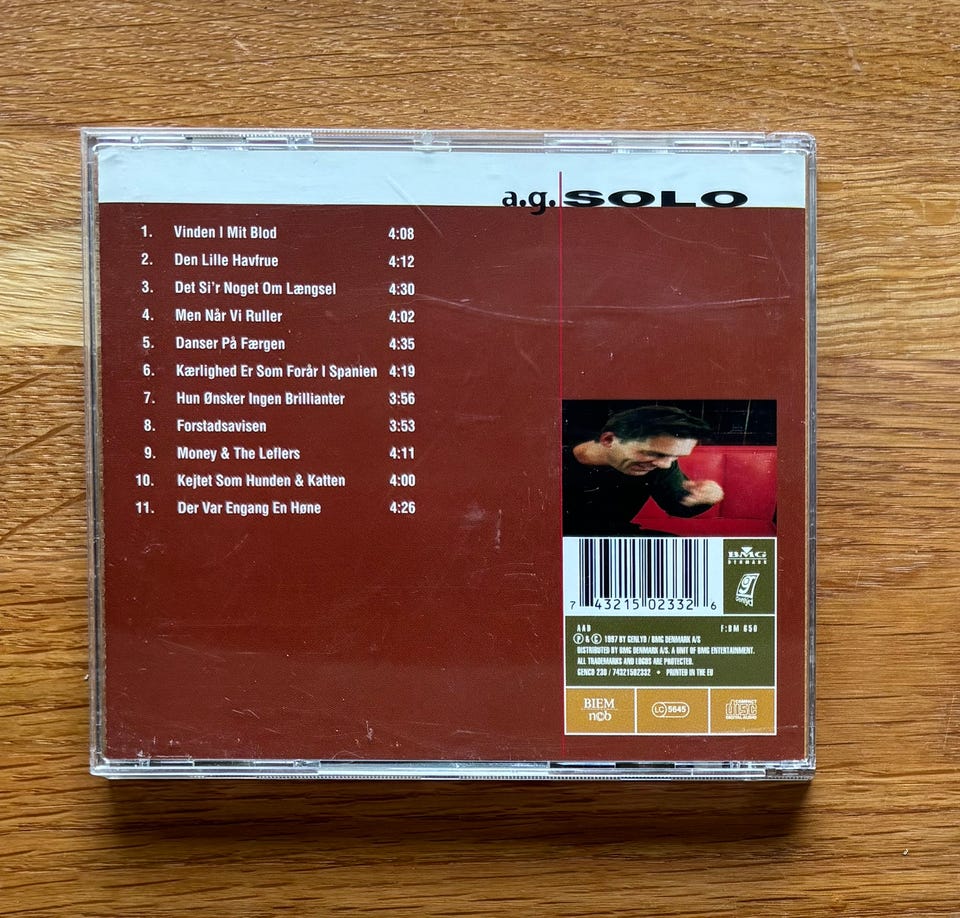 a.g. SOLO
1. Vinden I Mit Blod 4:08
2. Den Lille Havfrue 4:12
3. Det Si'r Noget Om Længsel 4:30
4. Men Når Vi Ruller 4:02
5. Danser På Færgen 4:35
6. Kærlighed Er Som Forår I Spanien 4:19
7. Hun Ønsker Ingen Brillianter 3:56
8. Forstadsavisen 3:53
9. Money & The Leflers 4:11
10. Kejtet Som Hunden & Katten 4:00
11. Der Var Engang En Høne 4:26
BMG
DENMARK
Genlyd
7 43215 02332 6
AAD F:BM 650
Ⓟ & © 1997 BY GENLYD / BMG DENMARK A/S
DISTRIBUTED BY BMG DENMARK A/S. A UNIT OF BMG ENTERTAINMENT.
ALL TRADEMARKS AND LOGOS ARE PROTECTED.
GENCD 230 / 74321502332 • PRINTED IN THE EU
BIEM
ncb
LC 5645
COMPACT
disc
DIGITAL AUDIO